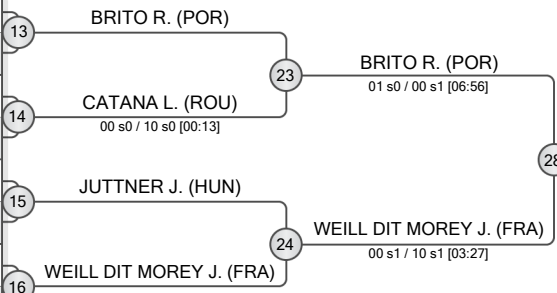 BRITO R. (POR)
13
23
BRITO R. (POR)
01 s0 / 00 s1 [06:56]
CATANA L. (ROU)
14
00 s0 / 10 s0 [00:13]
28
JUTTNER J. (HUN)
15
WEILL DIT MOREY J. (FRA)
24
00 s1 / 10 s1 [03:27]
WEILL DIT MOREY J. (FRA)
16